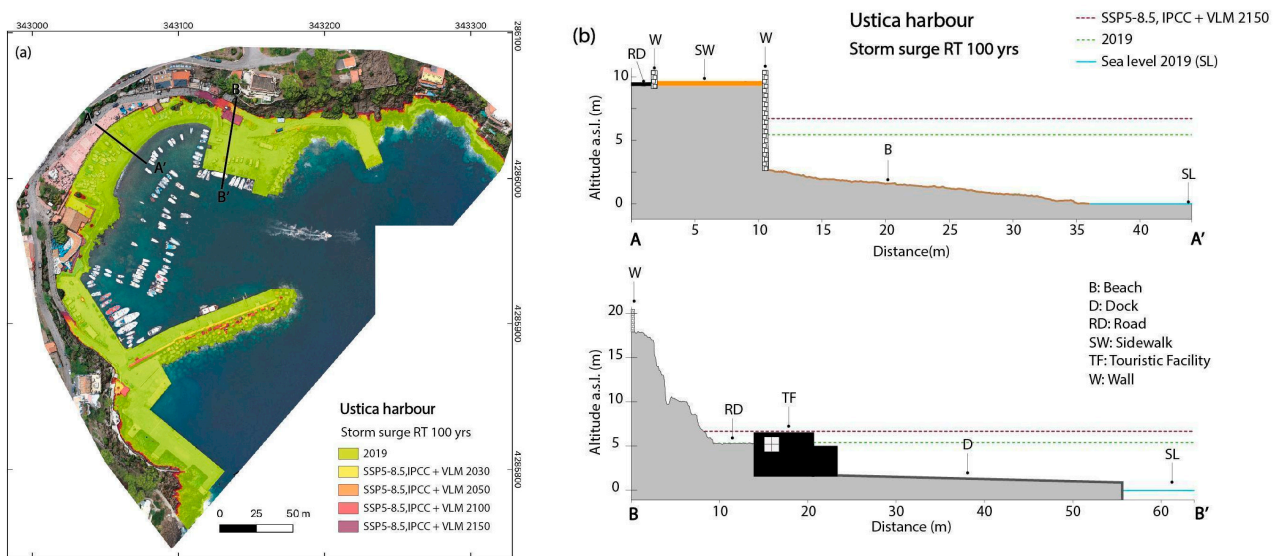 343000
343100
343200
343300
(a)
4286100
4286000
4285900
4285800
A
A'
B
B'
Ustica harbour
Storm surge RT 100 yrs
2019
SSP5-8.5,IPCC + VLM 2030
SSP5-8.5,IPCC + VLM 2050
SSP5-8.5,IPCC + VLM 2100
SSP5-8.5,IPCC + VLM 2150
0 25 50 m
(b)
Ustica harbour
Storm surge RT 100 yrs
SSP5-8.5, IPCC + VLM 2150
2019
Sea level 2019 (SL)
RD
W
SW
W
B
SL
Altitude a.s.l. (m)
10
5
0
A
5
10
15
20
25
30
35
40
A'
Distance(m)
W
RD
TF
D
SL
Altitude a.s.l. (m)
20
15
10
5
0
B
10
20
30
40
50
60
B'
Distance (m)
B: Beach
D: Dock
RD: Road
SW: Sidewalk
TF: Touristic Facility
W: Wall